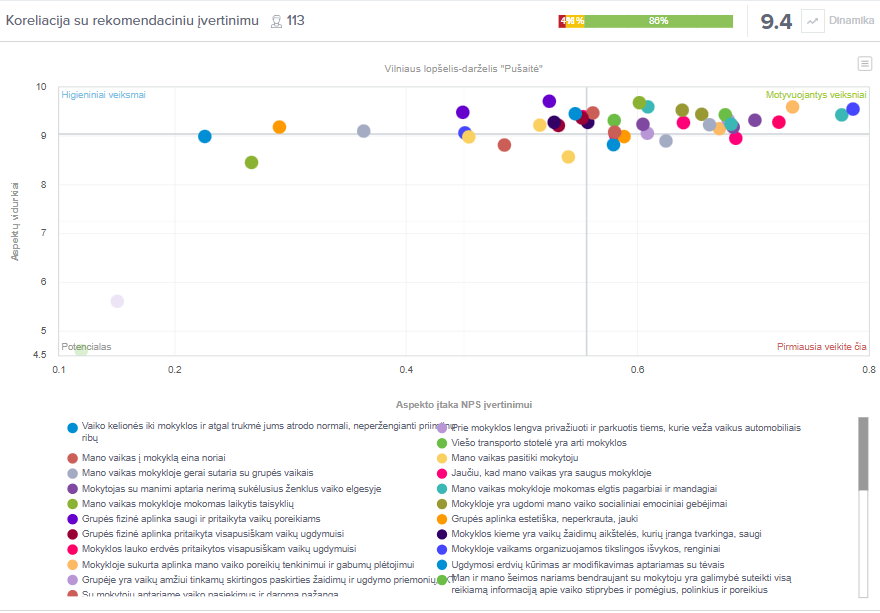 Koreliacija su rekomendaciniu įvertinimu 113
4% 86% 9.4 Dinamika
Vilniaus lopšelis-darželis "Pušaitė"
Higieniniai veiksmai
Motyvuojantys veiksniai
Aspektų vidurkiai
10
9
8
7
6
5
4.5
Potencialas
Pirmiausia veikite čia
0.1 0.2 0.4 0.6 0.8
Aspekto įtaka NPS įvertinimui
Vaiko kelionės iki mokyklos ir atgal trukmė jums atrodo normali, neperžengianti priimtinų
ribų
Mano vaikas į mokyklą eina noriai
Mano vaikas mokykloje gerai sutaria su grupės vaikais
Mokytojas su manimi aptaria nerimą sukėlusius ženklus vaiko elgesyje
Mano vaikas mokykloje mokomas laikytis taisyklių
Grupės fizinė aplinka saugi ir pritaikyta vaikų poreikiams
Grupės fizinė aplinka pritaikyta visapusiškam vaikų ugdymuisi
Mokyklos lauko erdvės pritaikytos visapusiškam vaikų ugdymuisi
Mokykloje sukurta aplinka mano vaiko poreikių tenkinimui ir gabumų plėtojimui
Grupėje yra vaikų amžiui tinkamų skirtingos paskirties žaidimų ir ugdymo priemonių,
Su mokytoju aptariame vaiko pasiekimus ir daromą pažangą
Prie mokyklos lengva privažiuoti ir parkuotis tiems, kurie veža vaikus automobiliais
Viešo transporto stotelė yra arti mokyklos
Mano vaikas pasitiki mokytoju
Jaučiu, kad mano vaikas yra saugus mokykloje
Mano vaikas mokykloje mokomas elgtis pagarbiai ir mandagiai
Mokykloje yra ugdomi mano vaiko socialiniai emociniai gebėjimai
Grupės aplinka estetiška, neperkrauta, jauki
Mokyklos kieme yra vaikų žaidimų aikštelės, kurių įranga tvarkinga, saugi
Mokykloje vaikams organizuojamos tikslingos išvykos, renginiai
Ugdymosi erdvių kūrimas ar modifikavimas aptariamas su tėvais
Man ir mano šeimos nariams bendraujant su mokytoju yra galimybė suteikti visą
reikiamą informaciją apie vaiko stiprybes ir pomėgius, polinkius ir poreikius